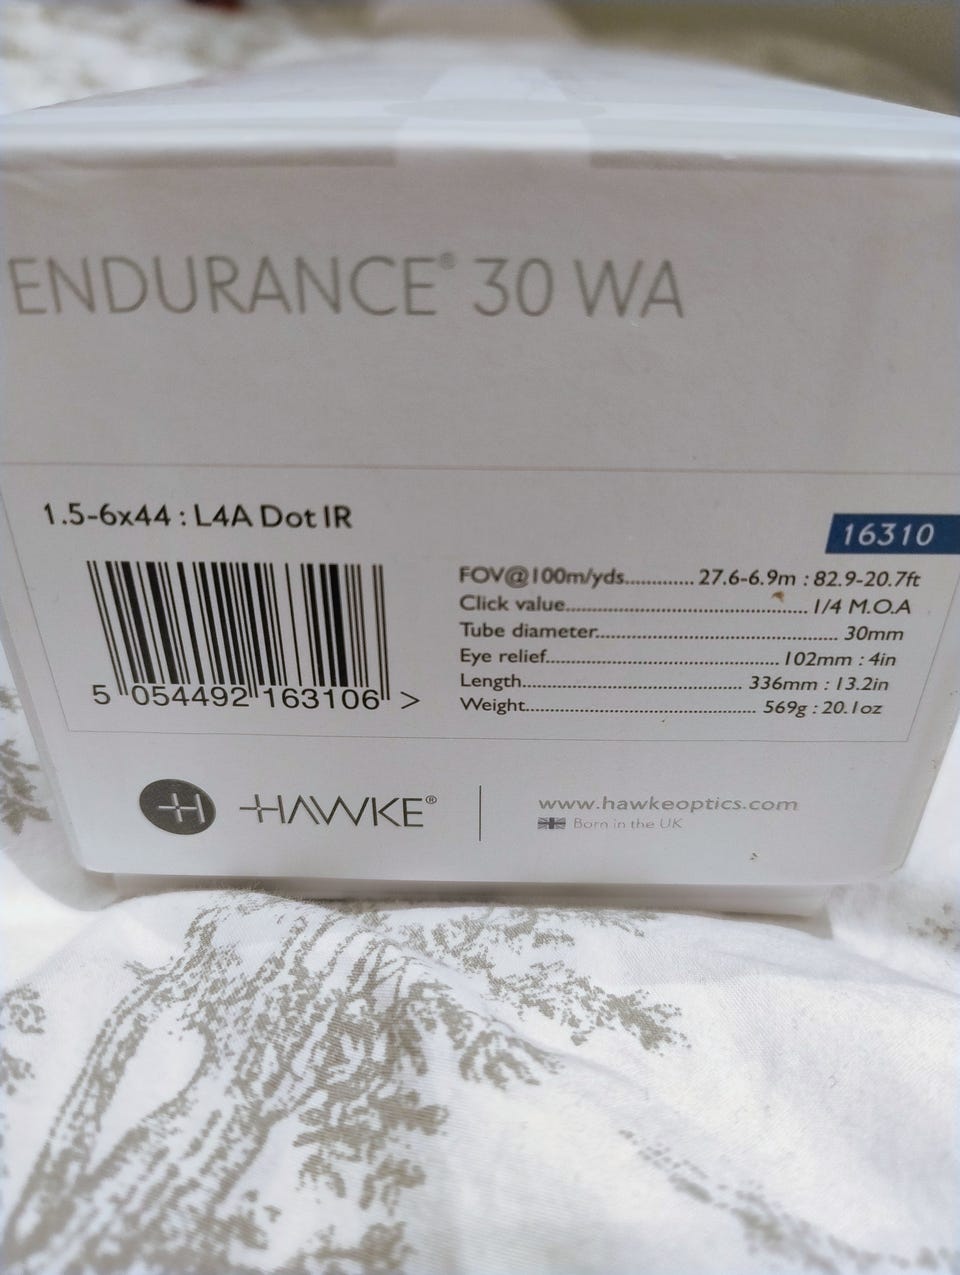 ENDURANCE® 30 WA
1.5-6x44 : L4A Dot IR
16310
FOV@100m/yds.............. 27.6-6.9m : 82.9-20.7ft
Click value.................................................. 1/4 M.O.A
Tube diameter.................................................. 30mm
Eye relief................................................ 102mm : 4in
Length............................................. 336mm : 13.2in
Weight............................................... 569g : 20.1oz
5 054492 163106 >
HAWKE®
www.hawkeoptics.com
Born in the UK